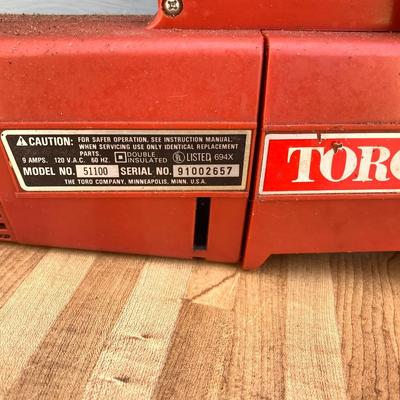 ⚠ CAUTION: FOR SAFER OPERATION, SEE INSTRUCTION MANUAL.
WHEN SERVICING USE ONLY IDENTICAL REPLACEMENT
PARTS.
9 AMPS. 120 V.A.C. 60 HZ. DOUBLE INSULATED UL LISTED 694X
MODEL NO. 51100 SERIAL NO. 91002657
THE TORO COMPANY, MINNEAPOLIS, MINN. U.S.A.
TORO